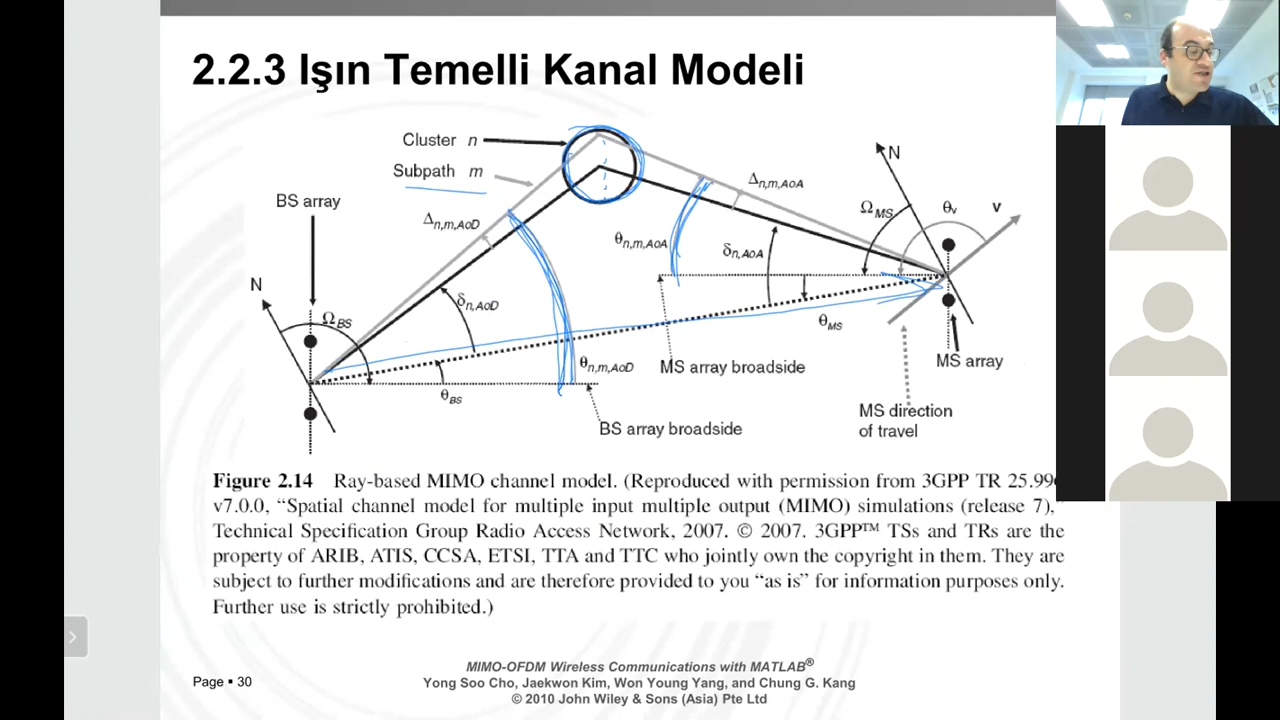 2.2.3 Işın Temelli Kanal Modeli
Cluster n
Subpath m
BS array
N
Δn,m,AoD
Δn,m,AoA
N
ΩMS
θv
v
θn,m,AoA
δn,AoA
N
ΩBS
δn,AoD
θMS
θn,m,AoD
MS array broadside
MS array
θBS
BS array broadside
MS direction
of travel
Figure 2.14 Ray-based MIMO channel model. (Reproduced with permission from 3GPP TR 25.99
v7.0.0, “Spatial channel model for multiple input multiple output (MIMO) simulations (release 7),
Technical Specification Group Radio Access Network, 2007. © 2007. 3GPP™ TSs and TRs are the
property of ARIB, ATIS, CCSA, ETSI, TTA and TTC who jointly own the copyright in them. They are
subject to further modifications and are therefore provided to you “as is” for information purposes only.
Further use is strictly prohibited.)
Page ▪ 30
MIMO-OFDM Wireless Communications with MATLAB®
Yong Soo Cho, Jaekwon Kim, Won Young Yang, and Chung G. Kang
© 2010 John Wiley & Sons (Asia) Pte Ltd